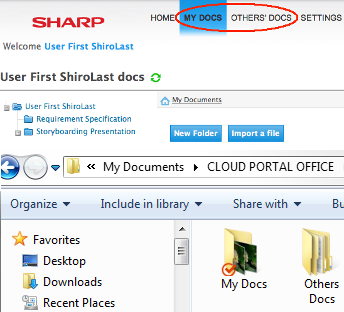 SHARP
HOME MY DOCS OTHERS' DOCS SETTINGS
Welcome User First ShiroLast
User First ShiroLast docs
User First ShiroLast
Requirement Specification
Storyboarding Presentation
My Documents
New Folder Import a file
« My Documents CLOUD PORTAL OFFICE
Organize Include in library Share with Bu
Favorites
Desktop
Downloads
Recent Places
My Docs
Others
Docs